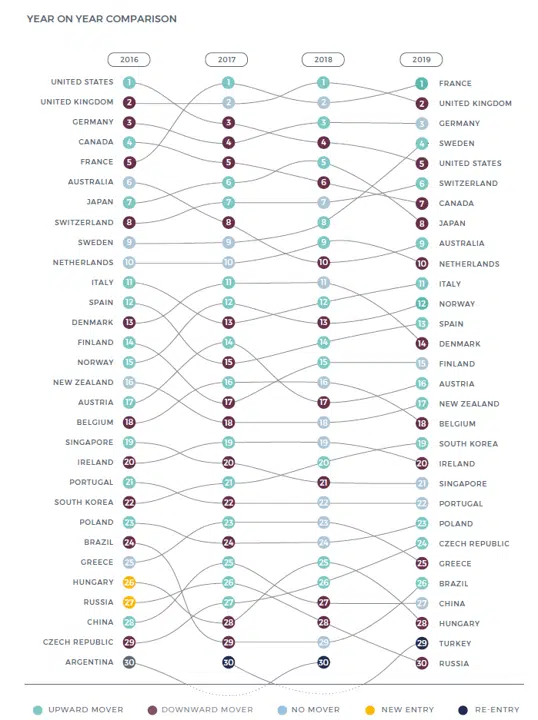 YEAR ON YEAR COMPARISON
2016 2017 2018 2019
UNITED STATES 1 1 1 1 FRANCE
UNITED KINGDOM 2 2 2 2 UNITED KINGDOM
GERMANY 3 3 3 3 GERMANY
CANADA 4 4 4 4 SWEDEN
FRANCE 5 5 5 5 UNITED STATES
AUSTRALIA 6 6 6 6 SWITZERLAND
JAPAN 7 7 7 7 CANADA
SWITZERLAND 8 8 8 8 JAPAN
SWEDEN 9 9 9 9 AUSTRALIA
NETHERLANDS 10 10 10 10 NETHERLANDS
ITALY 11 11 11 11 ITALY
SPAIN 12 12 12 12 NORWAY
DENMARK 13 13 13 13 SPAIN
FINLAND 14 14 14 14 DENMARK
NORWAY 15 15 15 15 FINLAND
NEW ZEALAND 16 16 16 16 AUSTRIA
AUSTRIA 17 17 17 17 NEW ZEALAND
BELGIUM 18 18 18 18 BELGIUM
SINGAPORE 19 19 19 19 SOUTH KOREA
IRELAND 20 20 20 20 IRELAND
PORTUGAL 21 21 21 21 SINGAPORE
SOUTH KOREA 22 22 22 22 PORTUGAL
POLAND 23 23 23 23 POLAND
BRAZIL 24 24 24 24 CZECH REPUBLIC
GREECE 25 25 25 25 GREECE
HUNGARY 26 26 26 26 BRAZIL
RUSSIA 27 27 27 27 CHINA
CHINA 28 28 28 28 HUNGARY
CZECH REPUBLIC 29 29 29 29 TURKEY
ARGENTINA 30 30 30 30 RUSSIA
UPWARD MOVER DOWNWARD MOVER NO MOVER NEW ENTRY RE-ENTRY